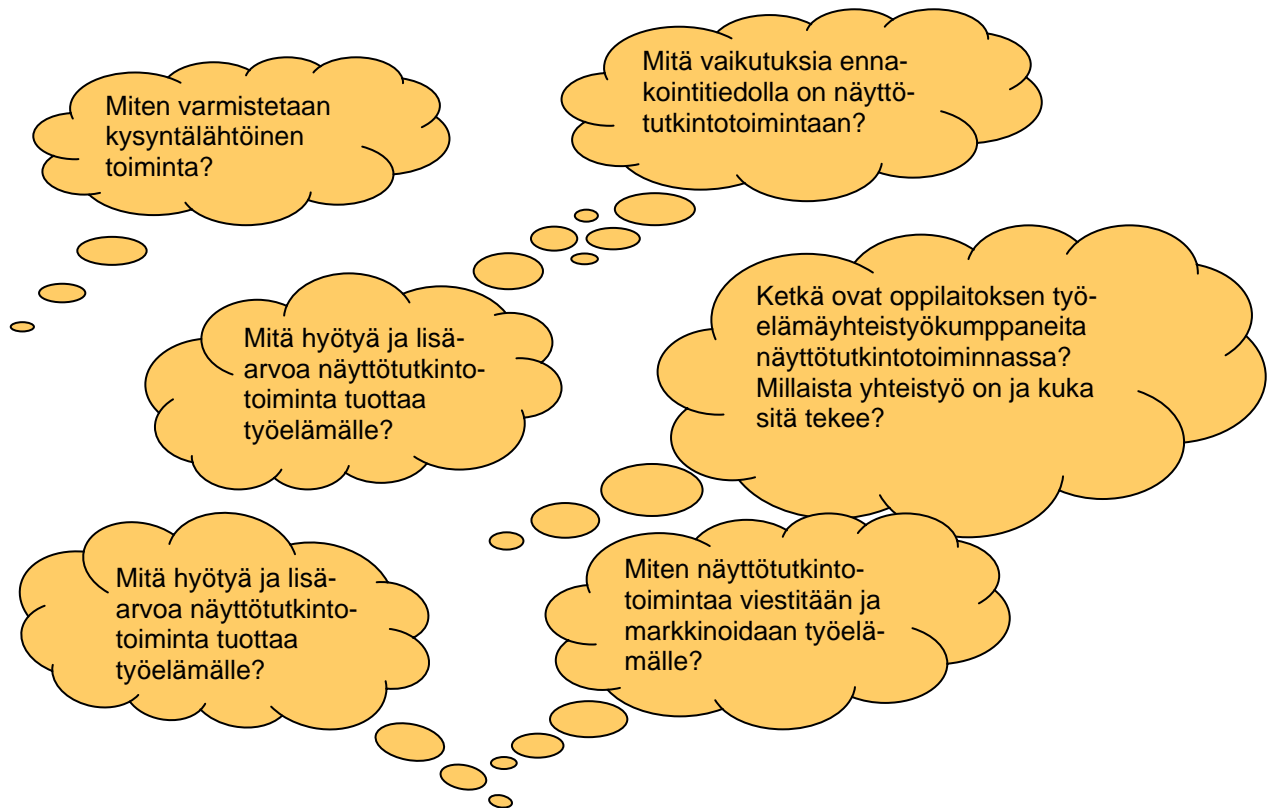 Miten varmistetaan
kysyntälähtöinen
toiminta?
Mitä vaikutuksia enna-
kointitiedolla on näyttö-
tutkintotoimintaan?
Mitä hyötyä ja lisä-
arvoa näyttötutkinto-
toiminta tuottaa
työelämälle?
Ketkä ovat oppilaitoksen työ-
elämäyhteistyökumppaneita
näyttötutkintotoiminnassa?
Millaista yhteistyö on ja kuka
sitä tekee?
Mitä hyötyä ja lisä-
arvoa näyttötutkinto-
toiminta tuottaa
työelämälle?
Miten näyttötutkinto-
toimintaa viestitään ja
markkinoidaan työelä-
mälle?